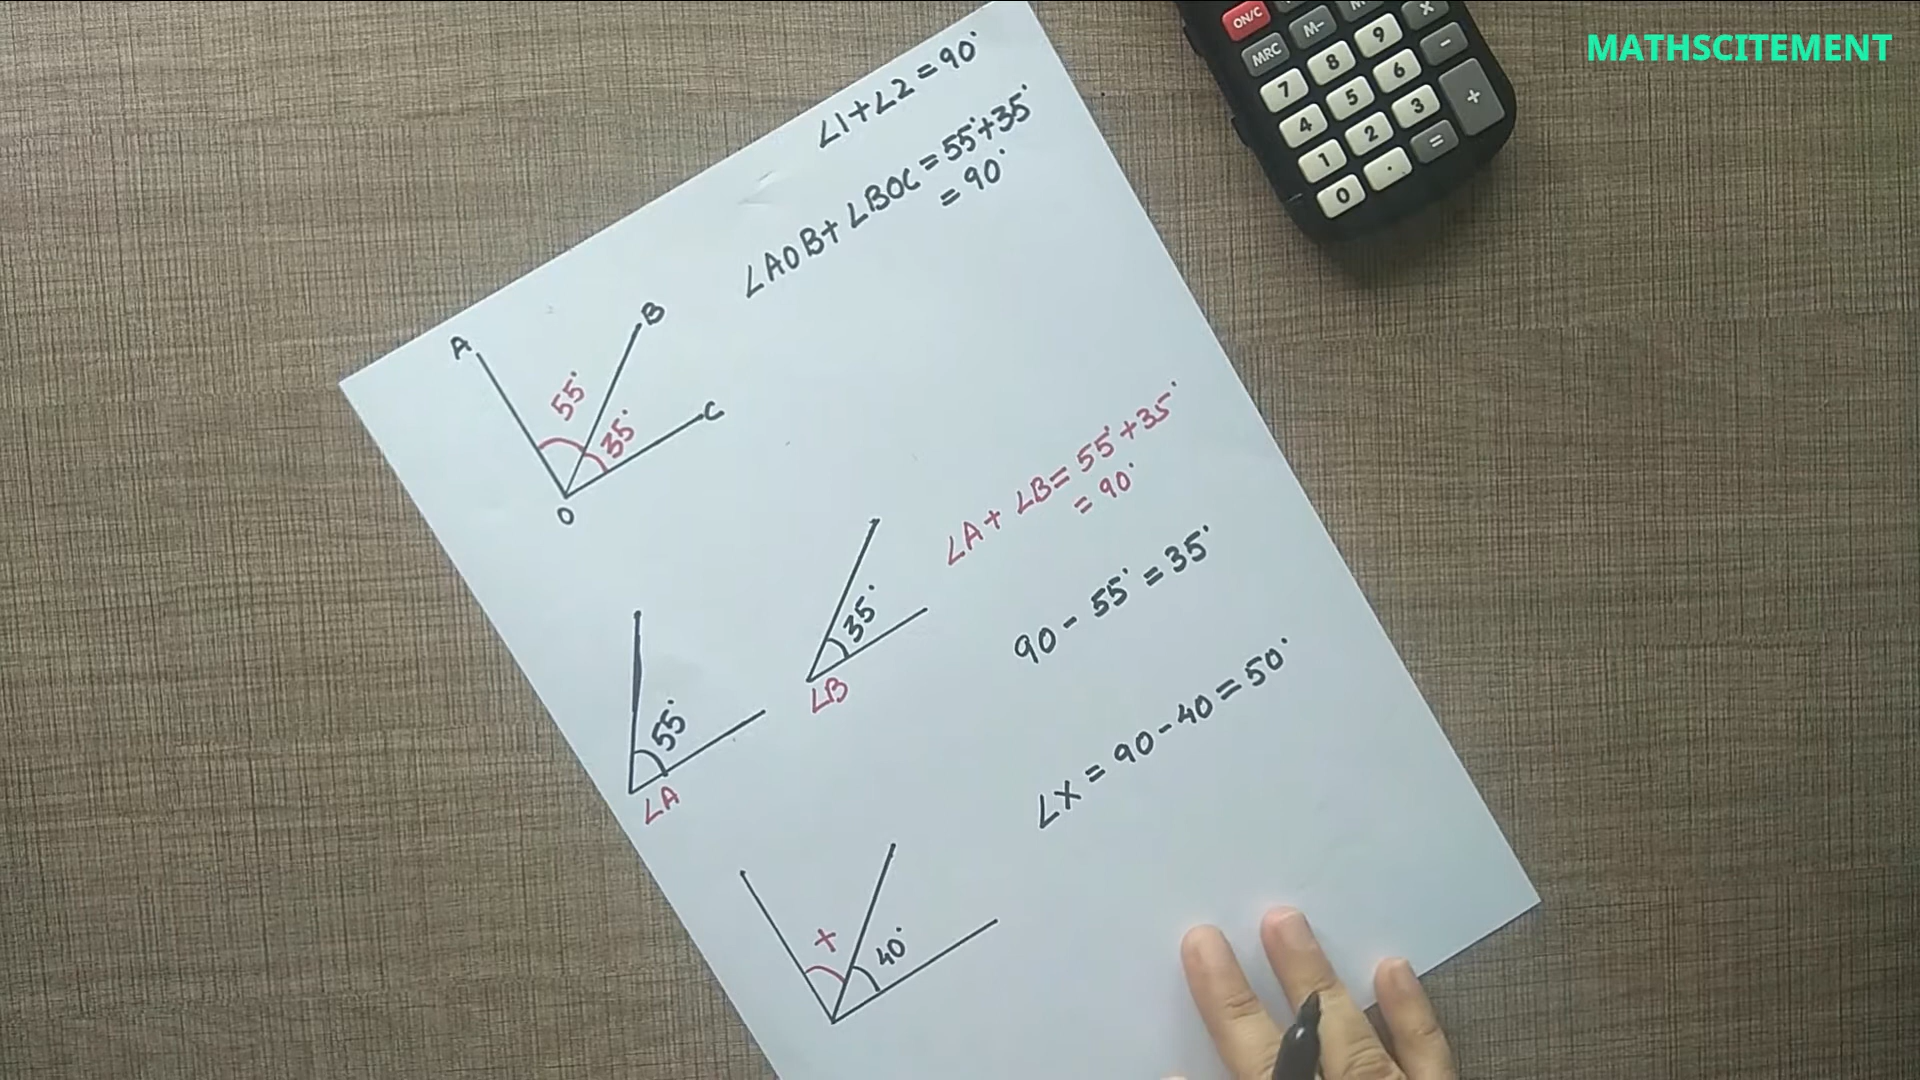 MATHSCITEMENT
∠1+∠2=90°
∠AOB+∠BOC=55°+35°
=90°
A
B
55°
35°
C
O
∠A+∠B=55°+35°
=90°
35°
∠B
90-55°=35°
55°
∠A
∠X=90-40=50°
X
40°
ON/C
MRC
M-
×
7
8
9
-
4
5
6
+
1
2
3
0
.
=